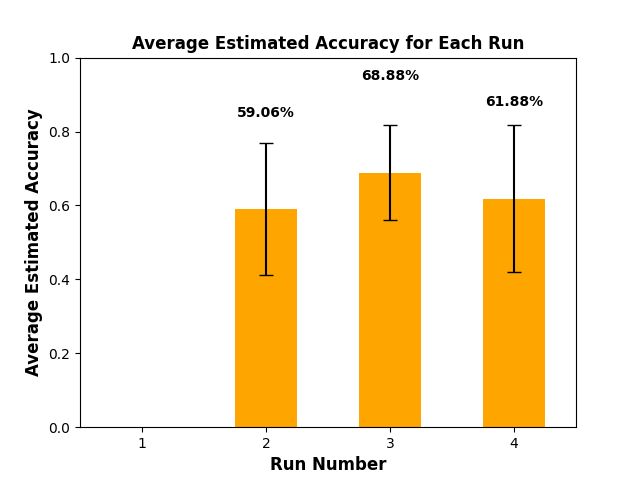 Average Estimated Accuracy for Each Run
1.0
0.8
0.6
0.4
0.2
0.0
Average Estimated Accuracy
59.06%
68.88%
61.88%
1 2 3 4
Run Number